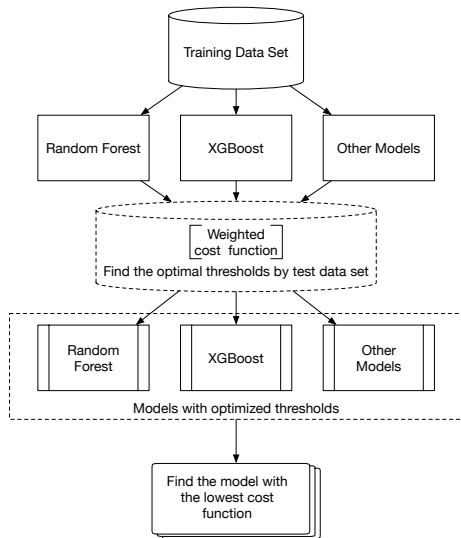 Training Data Set
Random Forest
XGBoost
Other Models
Weighted
cost function
Find the optimal thresholds by test data set
Random
Forest
XGBoost
Other
Models
Models with optimized thresholds
Find the model with
the lowest cost
function